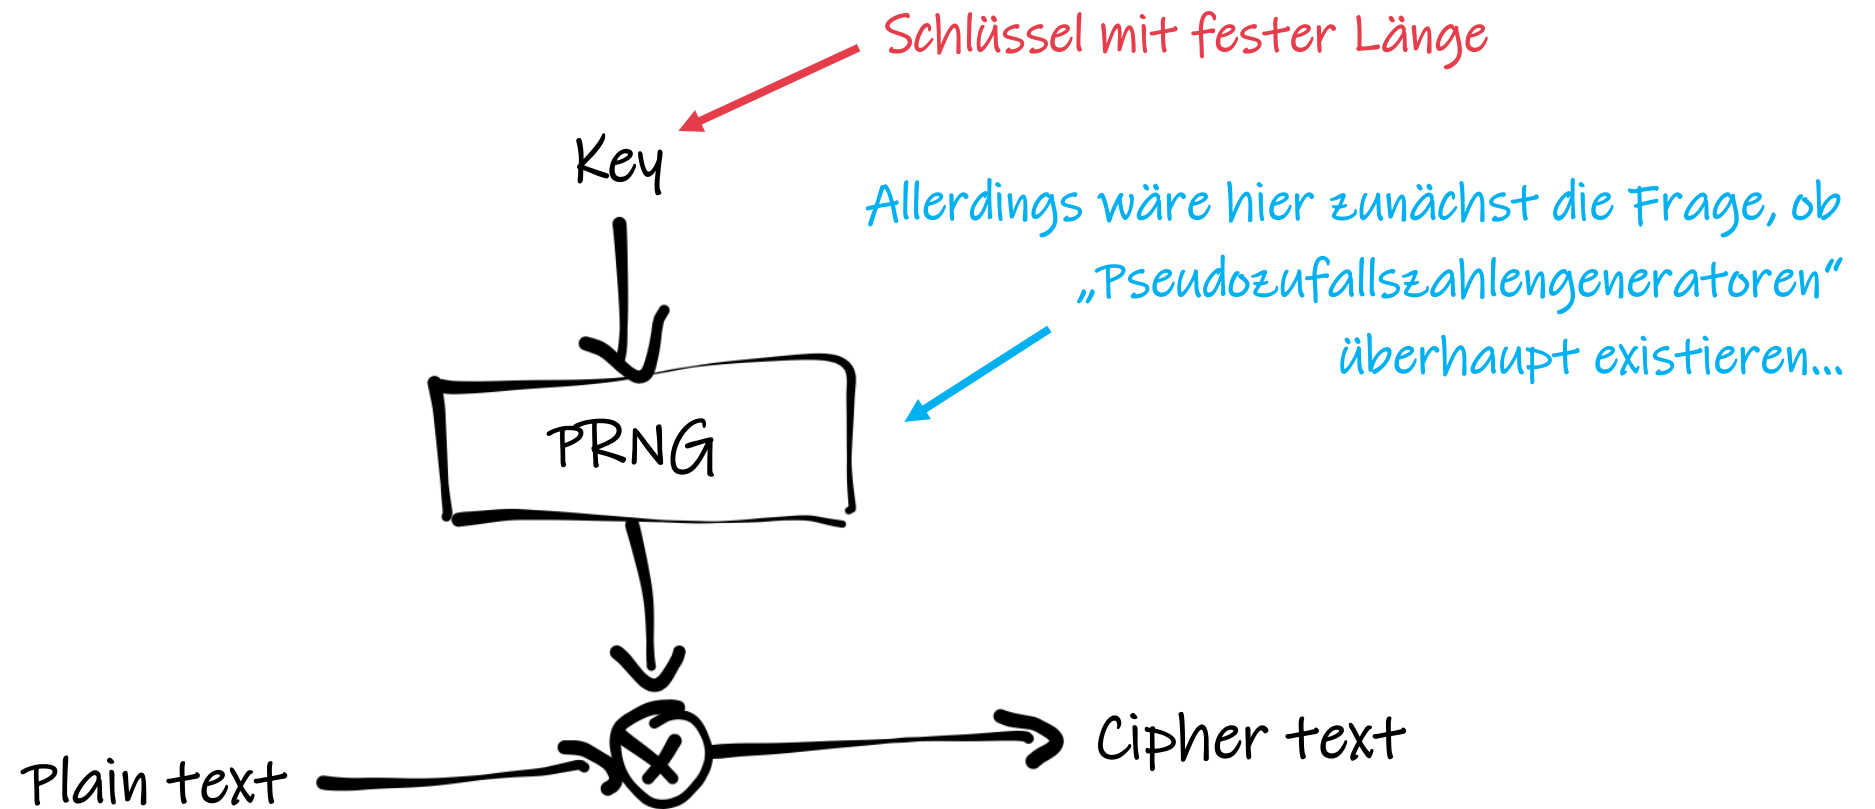 Schlüssel mit fester Länge
Key
Allerdings wäre hier zunächst die Frage, ob
„Pseudozufallszahlengeneratoren“
überhaupt existieren...
PRNG
Cipher text
Plain text